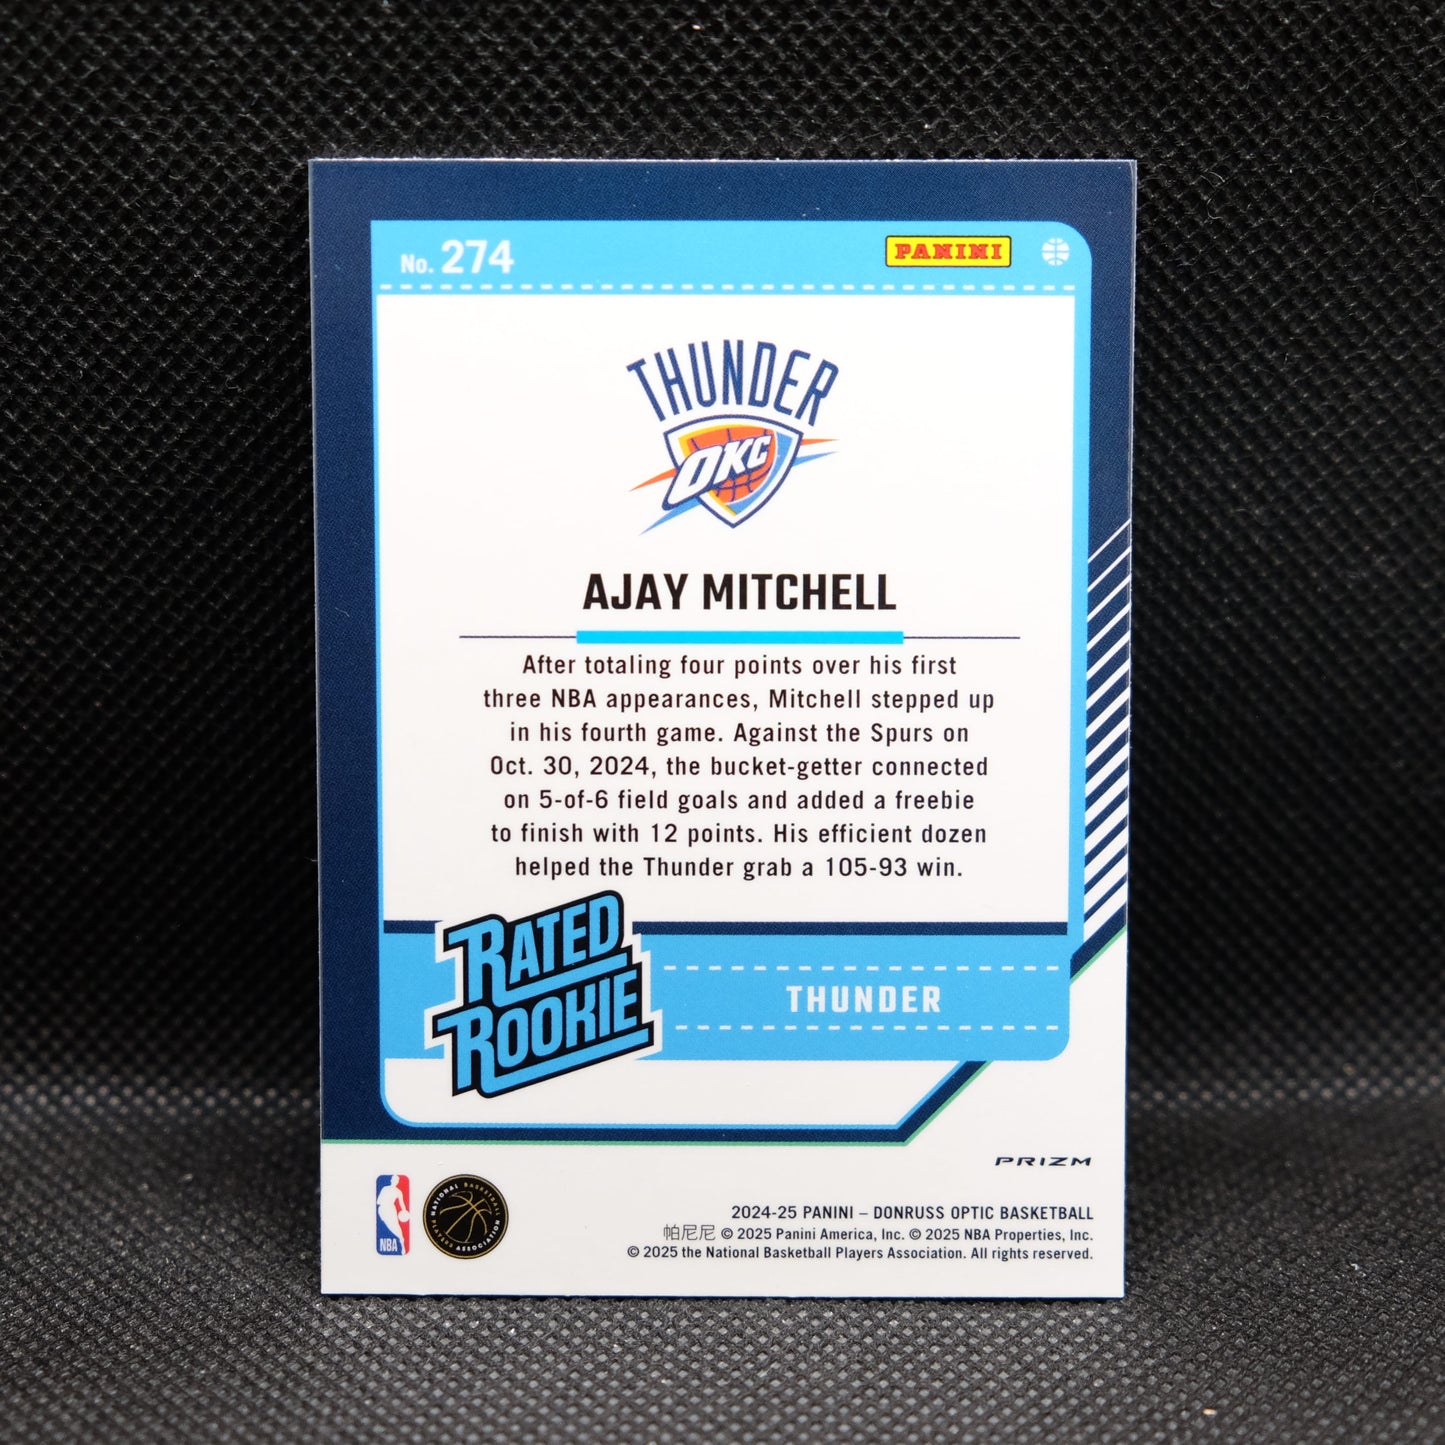 No. 274
PANINI
THUNDER
OKC
AJAY MITCHELL
After totaling four points over his first
three NBA appearances, Mitchell stepped up
in his fourth game. Against the Spurs on
Oct. 30, 2024, the bucket-getter connected
on 5-of-6 field goals and added a freebie
to finish with 12 points. His efficient dozen
helped the Thunder grab a 105-93 win.
RATED
ROOKIE
THUNDER
PRIZM
NBA
NATIONAL BASKETBALL
PLAYERS ASSOCIATION
2024-25 PANINI – DONRUSS OPTIC BASKETBALL
帕尼尼 © 2025 Panini America, Inc. © 2025 NBA Properties, Inc.
© 2025 the National Basketball Players Association. All rights reserved.